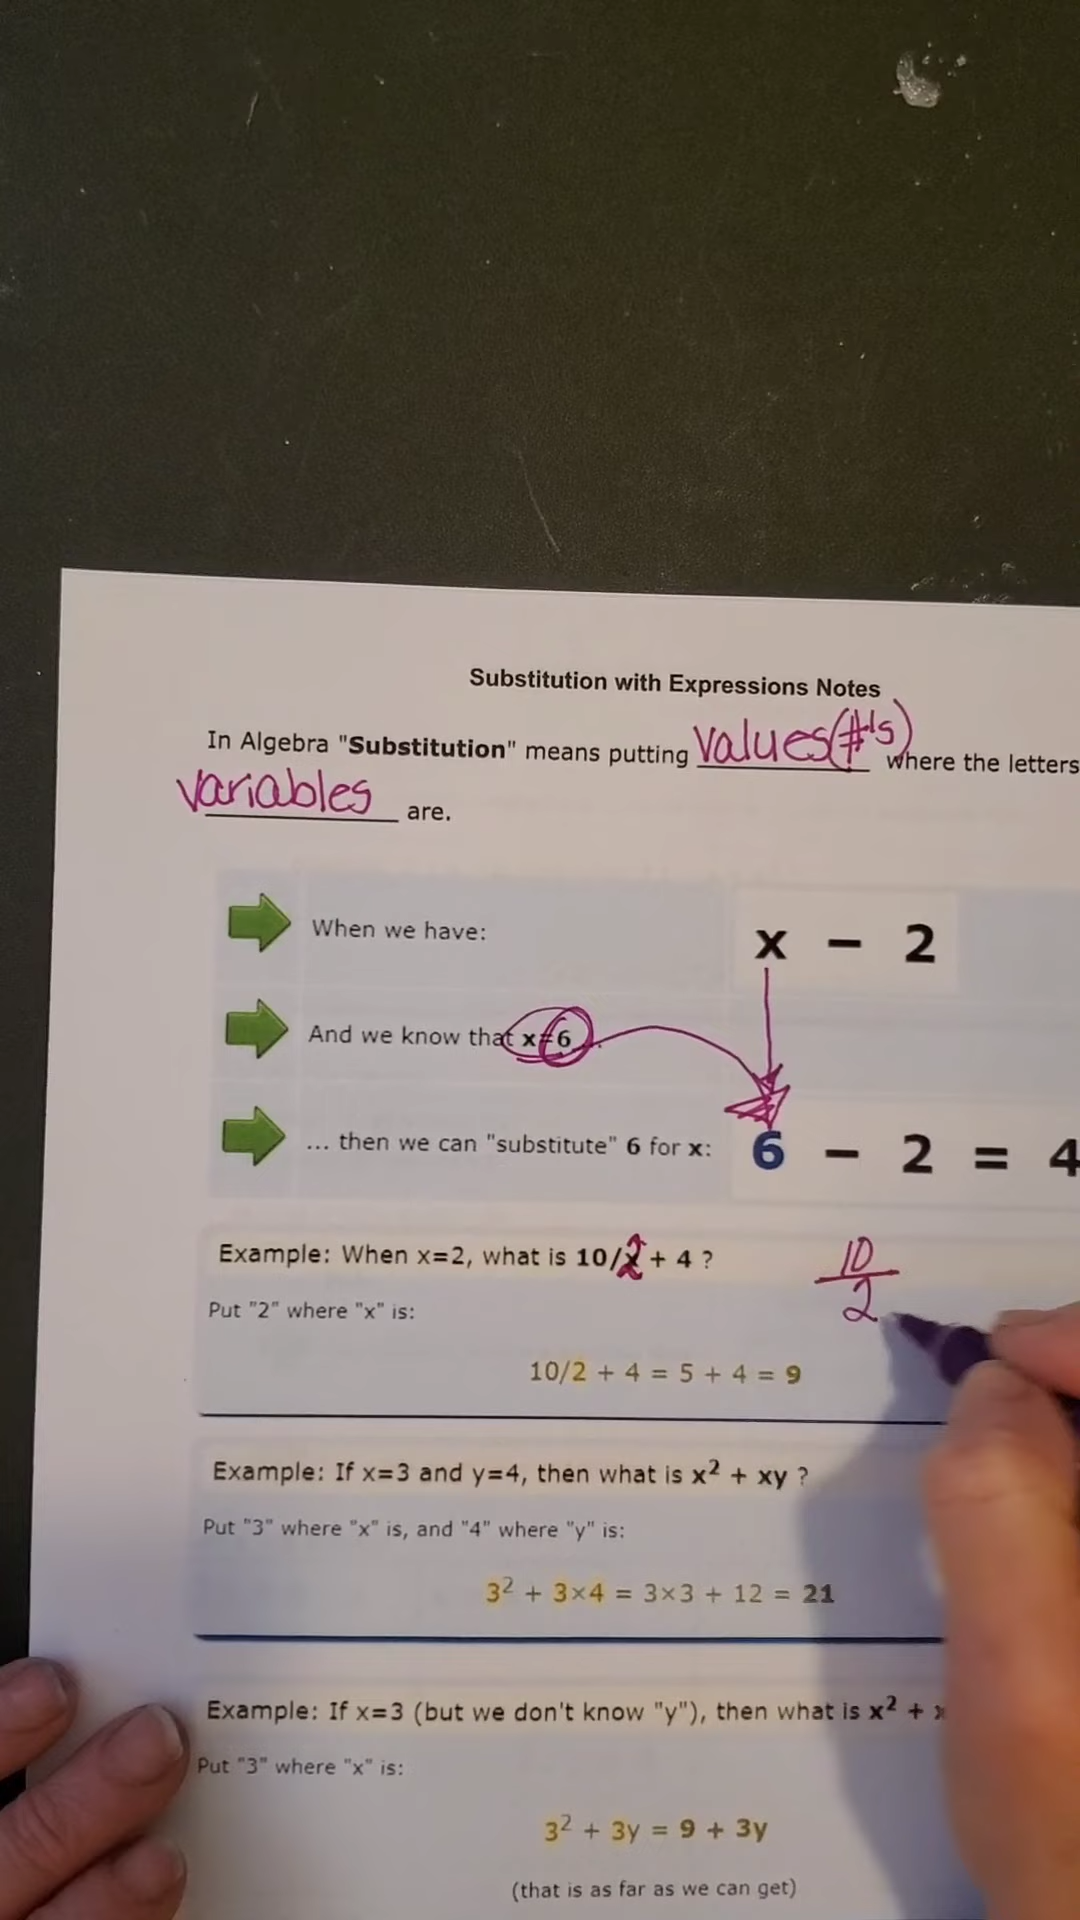 Substitution with Expressions Notes
In Algebra "Substitution" means putting values(#'s) where the letters
variables are.
When we have: x − 2
And we know that x=6 ...
... then we can "substitute" 6 for x: 6 − 2 = 4
Example: When x=2, what is 10/x + 4 ?
2
10
2
Put "2" where "x" is:
10/2 + 4 = 5 + 4 = 9
Example: If x=3 and y=4, then what is x² + xy ?
Put "3" where "x" is, and "4" where "y" is:
3² + 3×4 = 3×3 + 12 = 21
Example: If x=3 (but we don't know "y"), then what is x² +
Put "3" where "x" is:
3² + 3y = 9 + 3y
(that is as far as we can get)